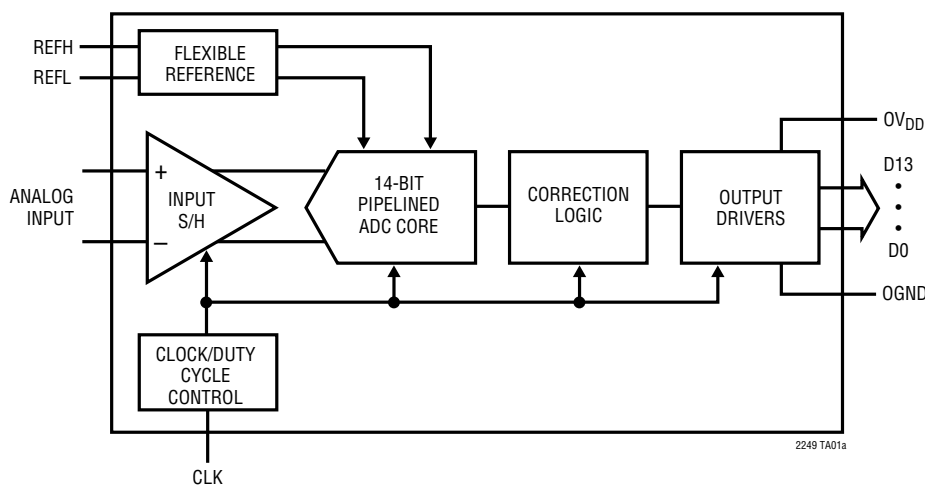 REFH
REFL
FLEXIBLE
REFERENCE
ANALOG
INPUT
+
–
INPUT
S/H
14-BIT
PIPELINED
ADC CORE
CORRECTION
LOGIC
OUTPUT
DRIVERS
OVDD
D13
•
•
•
D0
OGND
CLOCK/DUTY
CYCLE
CONTROL
CLK
2249 TA01a